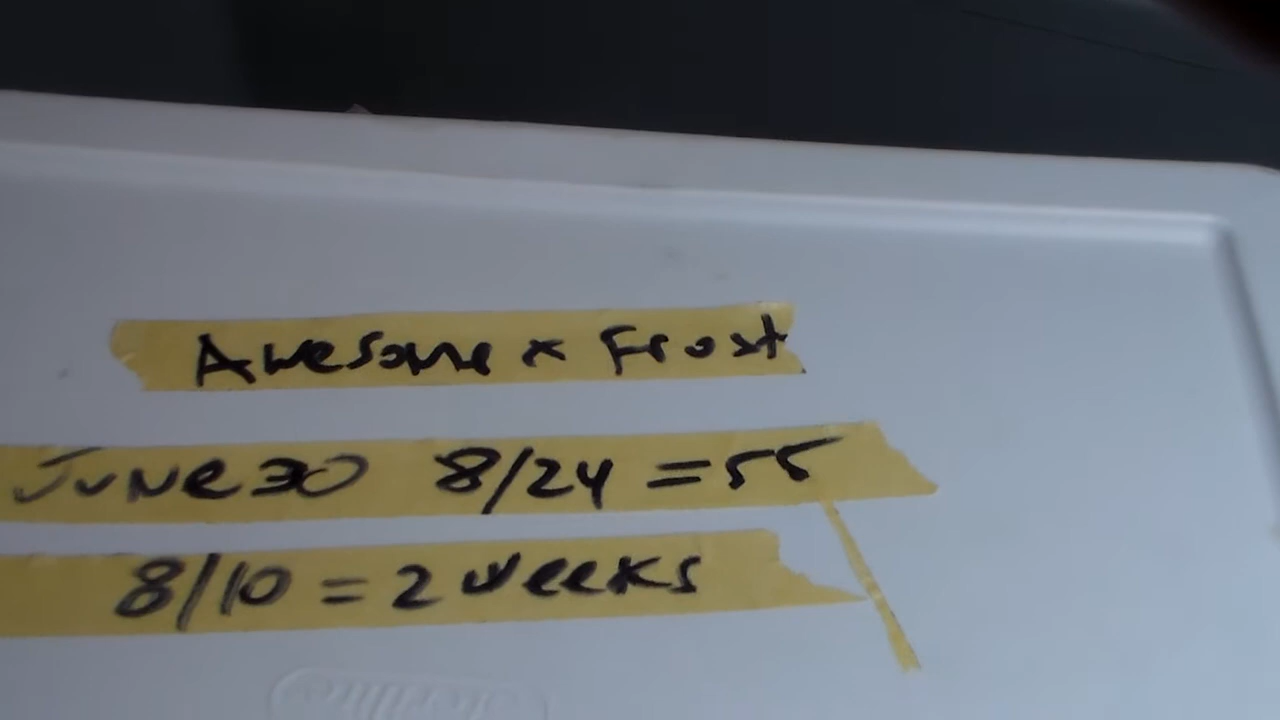 Awesome x Frost
June 30 8/24 = 55
8/10 = 2 weeks